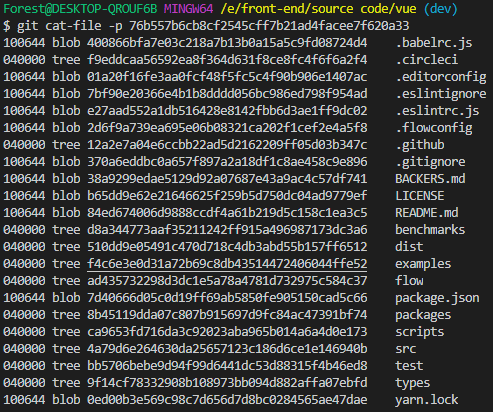 Forest@DESKTOP-QROUF6B MINGW64 /e/front-end/source code/vue (dev)
$ git cat-file -p 76b557b6cb8cf2545cff7b21ad4facee7f620a33
100644 blob 400866bfa7e03c218a7b13b0a15a5c9fd08724d4    .babelrc.js
040000 tree f9eddcaa56592ea8f364d631f8ce8fc4f6f6a2f4    .circleci
100644 blob 01a20f16fe3aa0fcf48f5fc5c4f90b906e1407ac    .editorconfig
100644 blob 7bf90e20366e4b1b8dddd056bc986ed798f954ad    .eslintignore
100644 blob e27aad552a1db516428e8142fbb6d3ae1ff9dc02    .eslintrc.js
100644 blob 2d6f9a739ea695e06b08321ca202f1cef2e4a5f8    .flowconfig
040000 tree 12a2e7a04e6ccbb22ad5d2162209ff05d03b347c    .github
100644 blob 370a6eddbc0a657f897a2a18df1c8ae458c9e896    .gitignore
100644 blob 38a9299edae5129d92a07687e43a9ac4c57df741    BACKERS.md
100644 blob b65dd9e62e21646625f259b5d750dc04ad9779ef    LICENSE
100644 blob 84ed674006d9888ccdf4a61b219d5c158c1ea3c5    README.md
040000 tree d8a344773aaf35211242ff915a496987173dc3a6    benchmarks
040000 tree 510dd9e05491c470d718c4db3abd55b157ff6512    dist
040000 tree f4c6e3e0d31a72b69c8db43514472406044ffe52    examples
040000 tree ad435732298d3dc1e5a78a4781d732975c584c37    flow
100644 blob 7d40666d05c0d19ff69ab5850fe905150cad5c66    package.json
040000 tree 8b45119dda07c807b915697d9fc84ac47391bf74    packages
040000 tree ca9653fd716da3c92023aba965b014a6a4d0e173    scripts
040000 tree 4a79d6e264630da25657123c186d6ce1e146940b    src
040000 tree bb5706bebe9d94f99d6441dc53d88315f4b46ed8    test
040000 tree 9f14cf78332908b108973bb094d882affa07ebfd    types
100644 blob 0ed00b3e569c98c7d656d7d8bc0284565ae47dae    yarn.lock